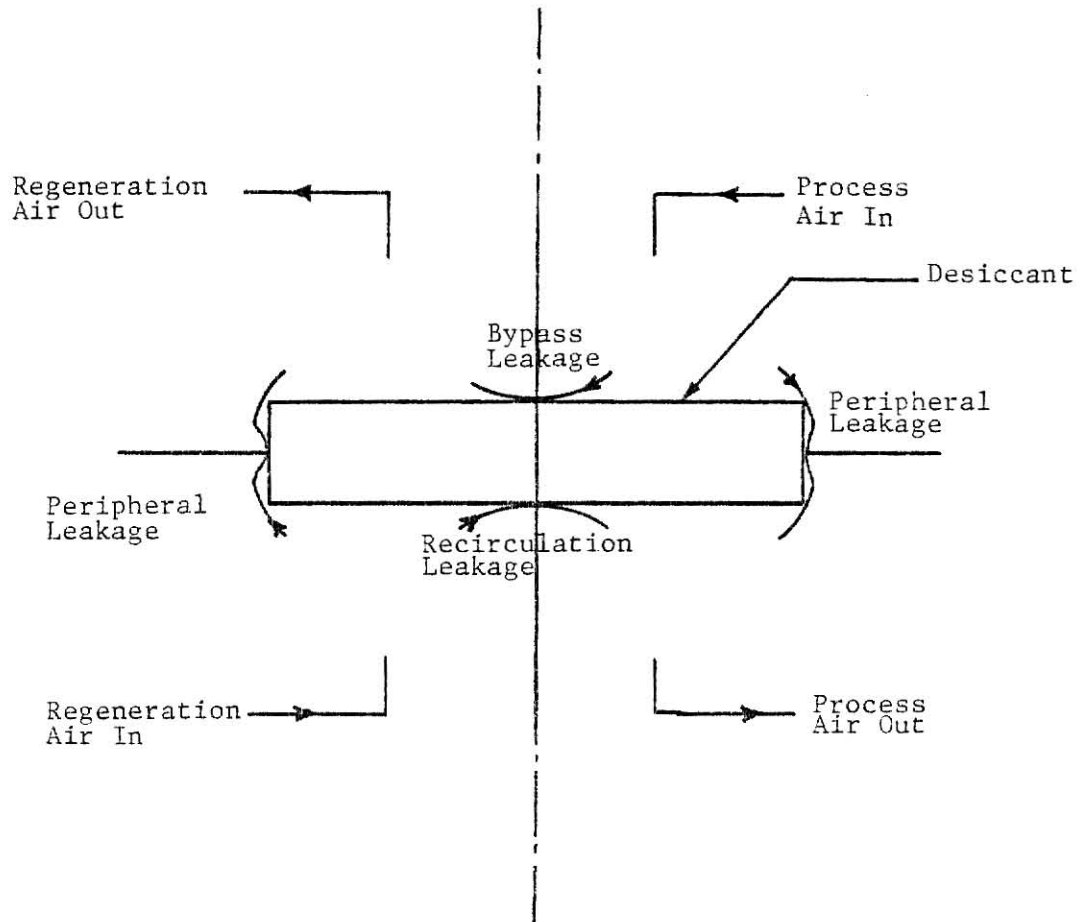 Regeneration
Air Out
Process
Air In
Desiccant
Bypass
Leakage
Peripheral
Leakage
Peripheral
Leakage
Recirculation
Leakage
Regeneration
Air In
Process
Air Out